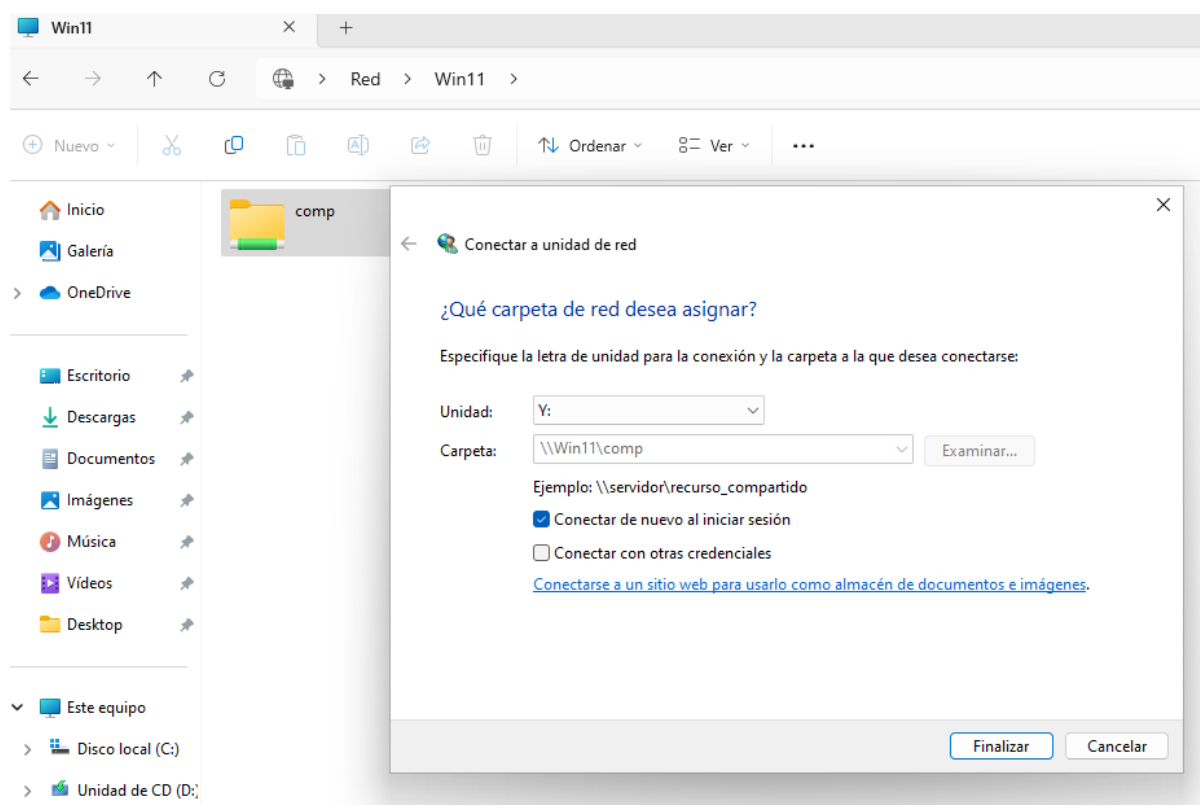 Win11
Red > Win11 >
Nuevo
Ordenar
Ver
Inicio
Galería
OneDrive
Escritorio
Descargas
Documentos
Imágenes
Música
Vídeos
Desktop
Este equipo
Disco local (C:)
Unidad de CD (D:)
comp
Conectar a unidad de red
¿Qué carpeta de red desea asignar?
Especifique la letra de unidad para la conexión y la carpeta a la que desea conectarse:
Unidad: Y:
Carpeta: \\Win11\comp Examinar...
Ejemplo: \\servidor\recurso_compartido
Conectar de nuevo al iniciar sesión
Conectar con otras credenciales
Conectarse a un sitio web para usarlo como almacén de documentos e imágenes.
Finalizar Cancelar